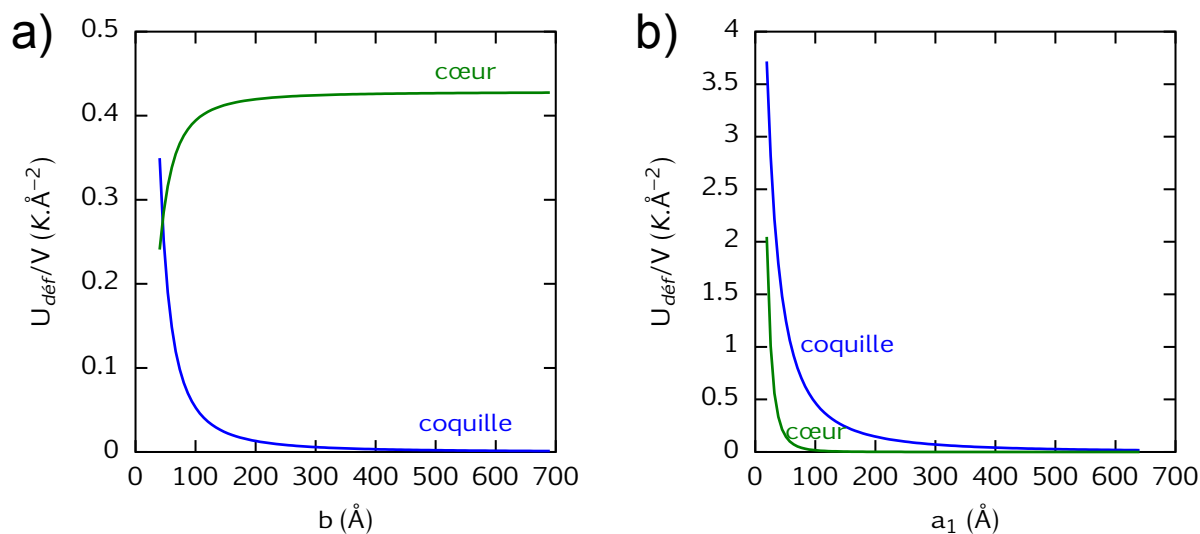 a)
U_déf/V (K.Å⁻²)
0.5
0.4
0.3
0.2
0.1
0
cœur
coquille
0 100 200 300 400 500 600 700
b (Å)
b)
U_déf/V (K.Å⁻²)
4
3.5
3
2.5
2
1.5
1
0.5
0
coquille
cœur
0 100 200 300 400 500 600 700
a₁ (Å)